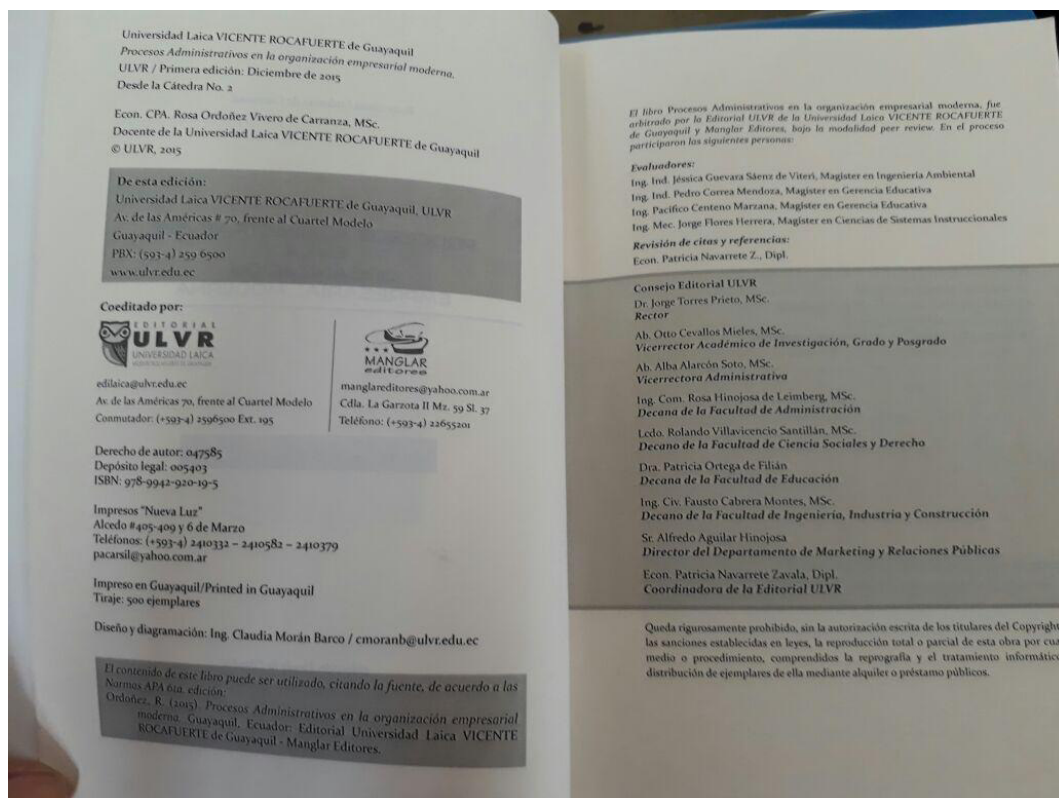 Universidad Laica VICENTE ROCAFUERTE de Guayaquil
Procesos Administrativos en la organización empresarial moderna.
ULVR / Primera edición: Diciembre de 2015
Desde la Cátedra No. 2
Econ. CPA. Rosa Ordoñez Vivero de Carranza, MSc.
Docente de la Universidad Laica VICENTE ROCAFUERTE de Guayaquil
© ULVR, 2015
De esta edición:
Universidad Laica VICENTE ROCAFUERTE de Guayaquil, ULVR
Av. de las Américas # 70, frente al Cuartel Modelo
Guayaquil - Ecuador
PBX: (593-4) 259 6500
www.ulvr.edu.ec
Coeditado por:
EDITORIAL
ULVR
UNIVERSIDAD LAICA
edilaica@ulvr.edu.ec
Av. de las Américas 70, frente al Cuartel Modelo
Conmutador: (+593-4) 2596500 Ext. 195
MANGLAR
editores
manglareditores@yahoo.com.ar
Cdla. La Garzota II Mz. 59 Sl. 37
Teléfono: (+593-4) 22655201
Derecho de autor: 047585
Depósito legal: 005403
ISBN: 978-9942-920-19-5
Impresos "Nueva Luz"
Alcedo #405-409 y 6 de Marzo
Teléfonos: (+593-4) 2410332 – 2410582 – 2410379
pacarsil@yahoo.com.ar
Impreso en Guayaquil/Printed in Guayaquil
Tiraje: 500 ejemplares
Diseño y diagramación: Ing. Claudia Morán Barco / cmoranb@ulvr.edu.ec
El contenido de este libro puede ser utilizado, citando la fuente, de acuerdo a las
Normas APA 6ta. edición:
Ordoñez, R. (2015). Procesos Administrativos en la organización empresarial
moderna. Guayaquil, Ecuador: Editorial Universidad Laica VICENTE
ROCAFUERTE de Guayaquil - Manglar Editores.
El libro Procesos Administrativos en la organización empresarial moderna, fue
arbitrado por la Editorial ULVR de la Universidad Laica VICENTE ROCAFUERTE
de Guayaquil y Manglar Editores, bajo la modalidad peer review. En el proceso
participaron las siguientes personas:
Evaluadores:
Ing. Ind. Jéssica Guevara Sáenz de Viteri, Magister en Ingeniería Ambiental
Ing. Ind. Pedro Correa Mendoza, Magister en Gerencia Educativa
Ing. Pacífico Centeno Marzana, Magister en Gerencia Educativa
Ing. Mec. Jorge Flores Herrera, Magíster en Ciencias de Sistemas Instruccionales
Revisión de citas y referencias:
Econ. Patricia Navarrete Z., Dipl.
Consejo Editorial ULVR
Dr. Jorge Torres Prieto, MSc.
Rector
Ab. Otto Cevallos Mieles, MSc.
Vicerrector Académico de Investigación, Grado y Posgrado
Ab. Alba Alarcón Soto, MSc.
Vicerrectora Administrativa
Ing. Com. Rosa Hinojosa de Leimberg, MSc.
Decana de la Facultad de Administración
Lcdo. Rolando Villavicencio Santillán, MSc.
Decano de la Facultad de Ciencia Sociales y Derecho
Dra. Patricia Ortega de Filián
Decana de la Facultad de Educación
Ing. Civ. Fausto Cabrera Montes, MSc.
Decano de la Facultad de Ingeniería, Industria y Construcción
Sr. Alfredo Aguilar Hinojosa
Director del Departamento de Marketing y Relaciones Públicas
Econ. Patricia Navarrete Zavala, Dipl.
Coordinadora de la Editorial ULVR
Queda rigurosamente prohibido, sin la autorización escrita de los titulares del Copyright
las sanciones establecidas en leyes, la reproducción total o parcial de esta obra por cua
medio o procedimiento, comprendidos la reprografía y el tratamiento informático
distribución de ejemplares de ella mediante alquiler o préstamo públicos.